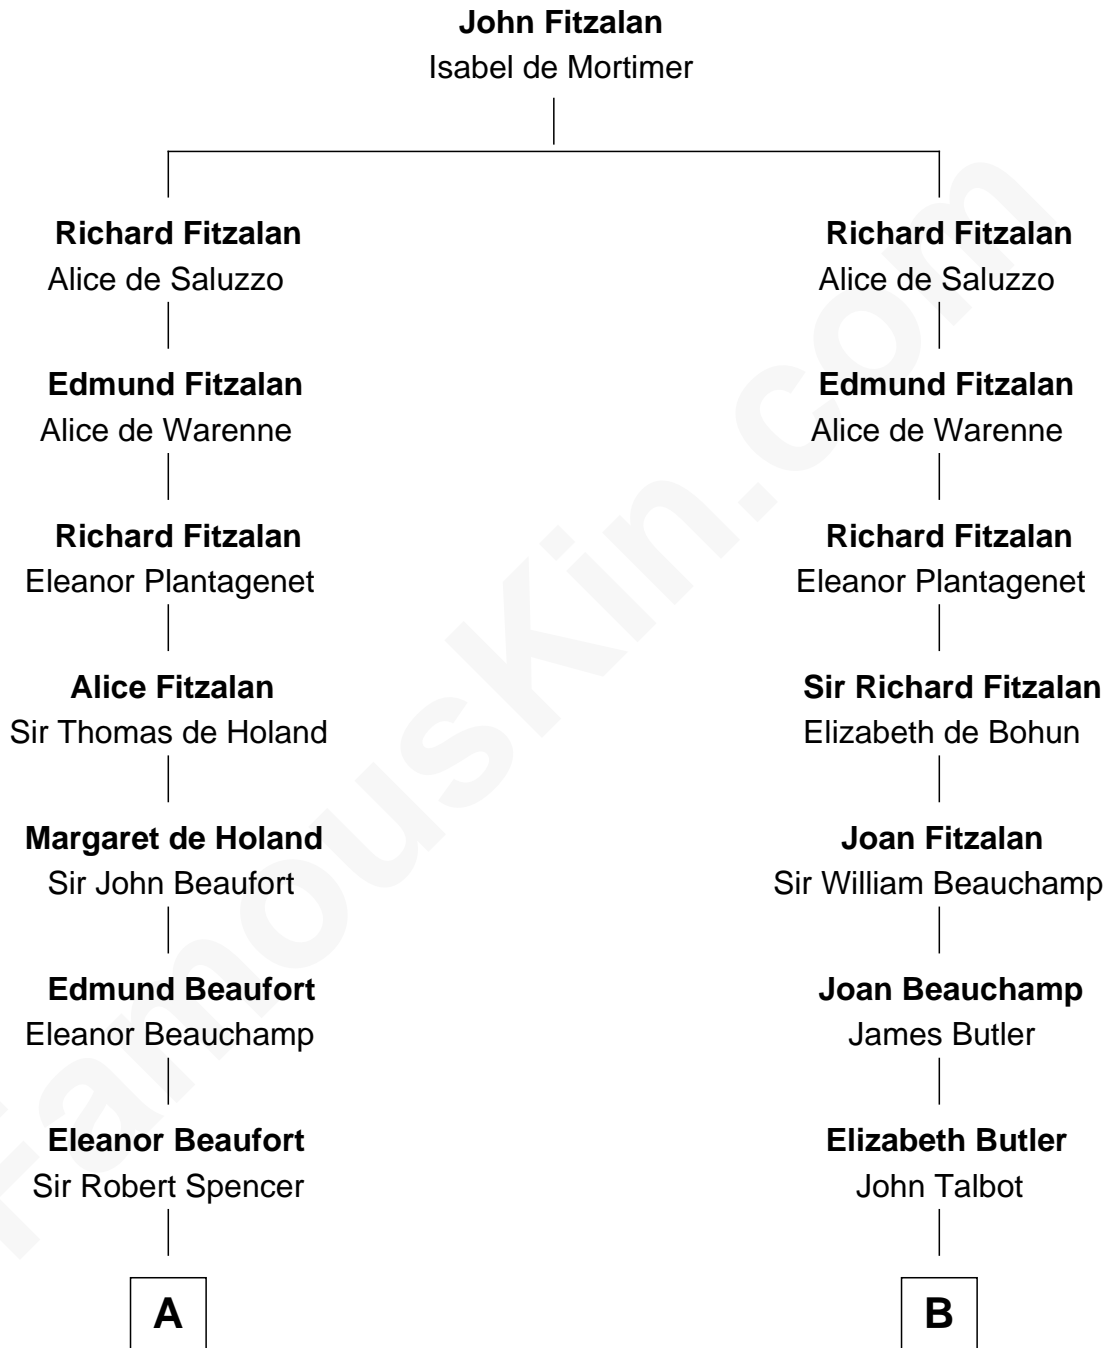 John Fitzalan
Isabel de Mortimer
Richard Fitzalan
Alice de Saluzzo
Edmund Fitzalan
Alice de Warenne
Richard Fitzalan
Eleanor Plantagenet
Alice Fitzalan
Sir Thomas de Holand
Margaret de Holand
Sir John Beaufort
Edmund Beaufort
Eleanor Beauchamp
Eleanor Beaufort
Sir Robert Spencer
A
Richard Fitzalan
Alice de Saluzzo
Edmund Fitzalan
Alice de Warenne
Richard Fitzalan
Eleanor Plantagenet
Sir Richard Fitzalan
Elizabeth de Bohun
Joan Fitzalan
Sir William Beauchamp
Joan Beauchamp
James Butler
Elizabeth Butler
John Talbot
B
FamousKin.com